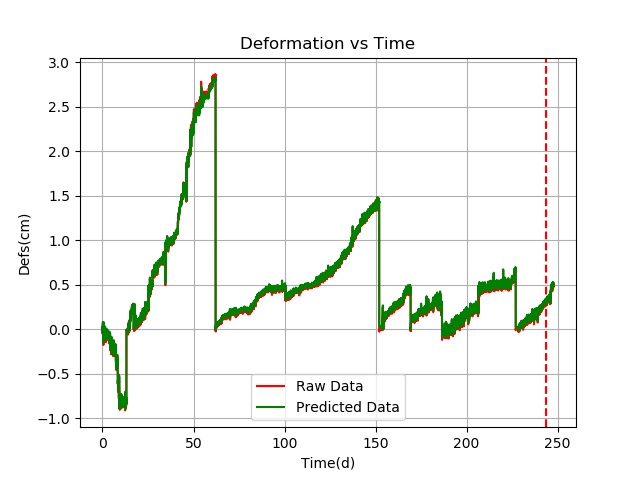 Deformation vs Time
3.0
2.5
2.0
1.5
1.0
0.5
0.0
−0.5
−1.0
Defs(cm)
Raw Data
Predicted Data
0 50 100 150 200 250
Time(d)